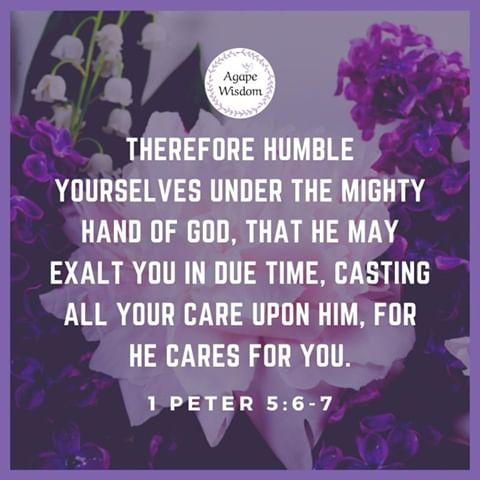 Agape
Wisdom
THEREFORE HUMBLE
YOURSELVES UNDER THE MIGHTY
HAND OF GOD, THAT HE MAY
EXALT YOU IN DUE TIME, CASTING
ALL YOUR CARE UPON HIM, FOR
HE CARES FOR YOU.
1 PETER 5:6-7